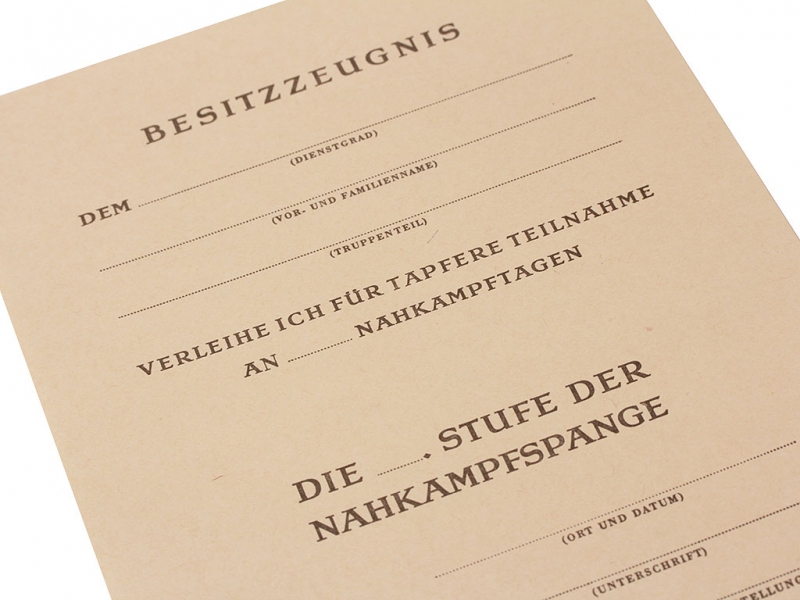 BESITZZEUGNIS
DEM
(DIENSTGRAD)
(VOR- UND FAMILIENNAME)
(TRUPPENTEIL)
VERLEIHE ICH FÜR TAPFERE TEILNAHME
AN NAHKAMPFTAGEN
DIE . STUFE DER
NAHKAMPFSPANGE
(ORT UND DATUM)
(UNTERSCHRIFT)